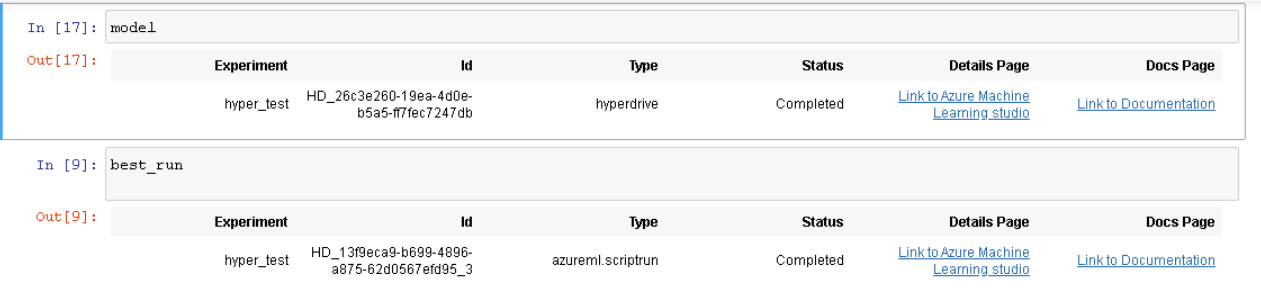 In [17]: model
Out[17]:
Experiment Id Type Status Details Page Docs Page
hyper_test HD_26c3e260-19ea-4d0e- hyperdrive Completed Link to Azure Machine Link to Documentation
b5a5-ff7fec7247db Learning studio
In [9]: best_run
Out[9]:
Experiment Id Type Status Details Page Docs Page
hyper_test HD_13f9eca9-b699-4896- azureml.scriptrun Completed Link to Azure Machine Link to Documentation
a875-62d0567efd95_3 Learning studio